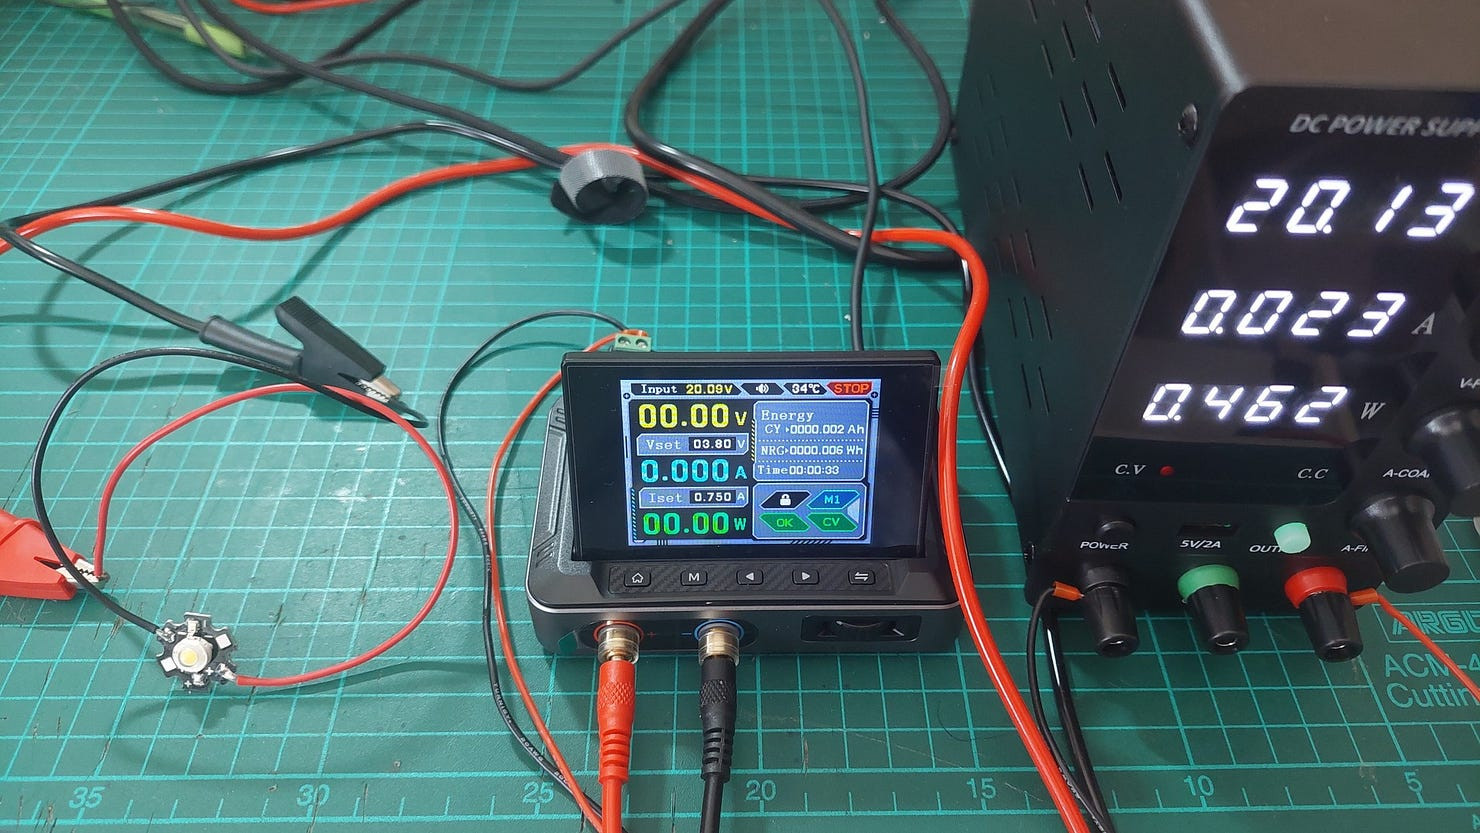 DC POWER SUPP
20.13
0.023 A
0.462 W
C.V
C.C
A-COA
POWER
5V/2A
OUT
A-FI
Input 20.09V 34℃ STOP
00.00 V
Vset 03.80 V
0.000 A
Iset 0.750 A
00.00 W
Energy
CY 0000.002 Ah
NRG 0000.006 Wh
Time 00:00:33
M1
OK CV
M
+
-
ACM-4
Cutting
35
30
25
20
15
10
5